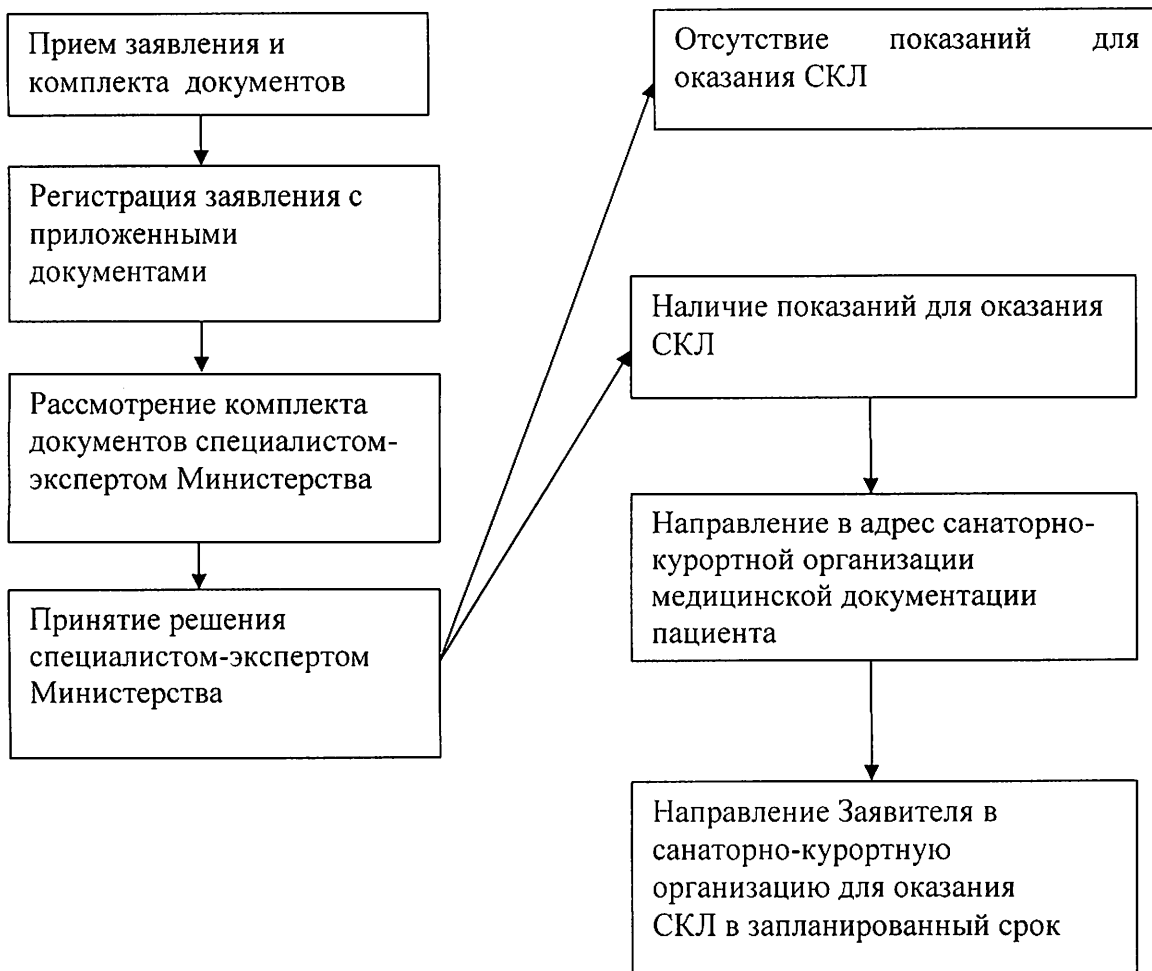 Прием заявления и
комплекта документов
Регистрация заявления с
приложенными
документами
Рассмотрение комплекта
документов специалистом-
экспертом Министерства
Принятие решения
специалистом-экспертом
Министерства
Отсутствие показаний для
оказания СКЛ
Наличие показаний для оказания
СКЛ
Направление в адрес санаторно-
курортной организации
медицинской документации
пациента
Направление Заявителя в
санаторно-курортную
организацию для оказания
СКЛ в запланированный срок